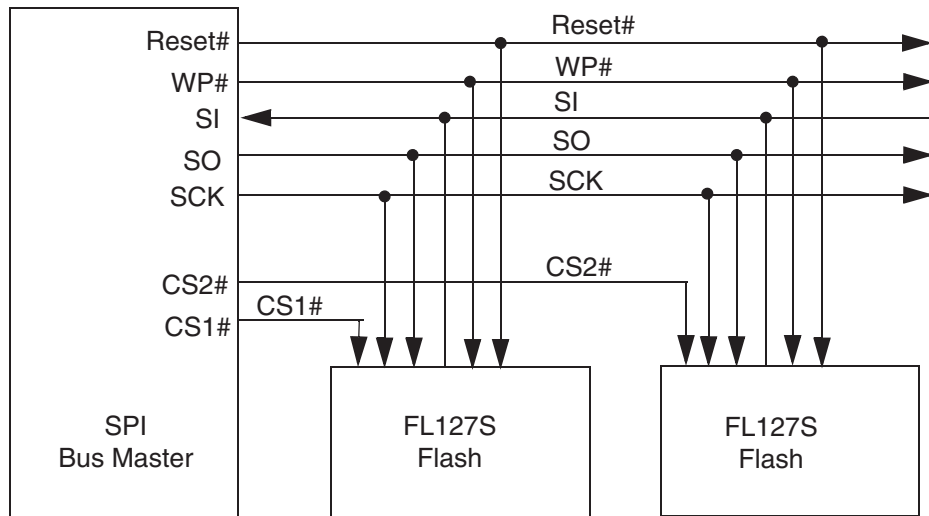 Reset# Reset#
WP# WP#
SI SI
SO SO
SCK SCK
CS2# CS2#
CS1# CS1#
SPI
Bus Master
FL127S
Flash
FL127S
Flash